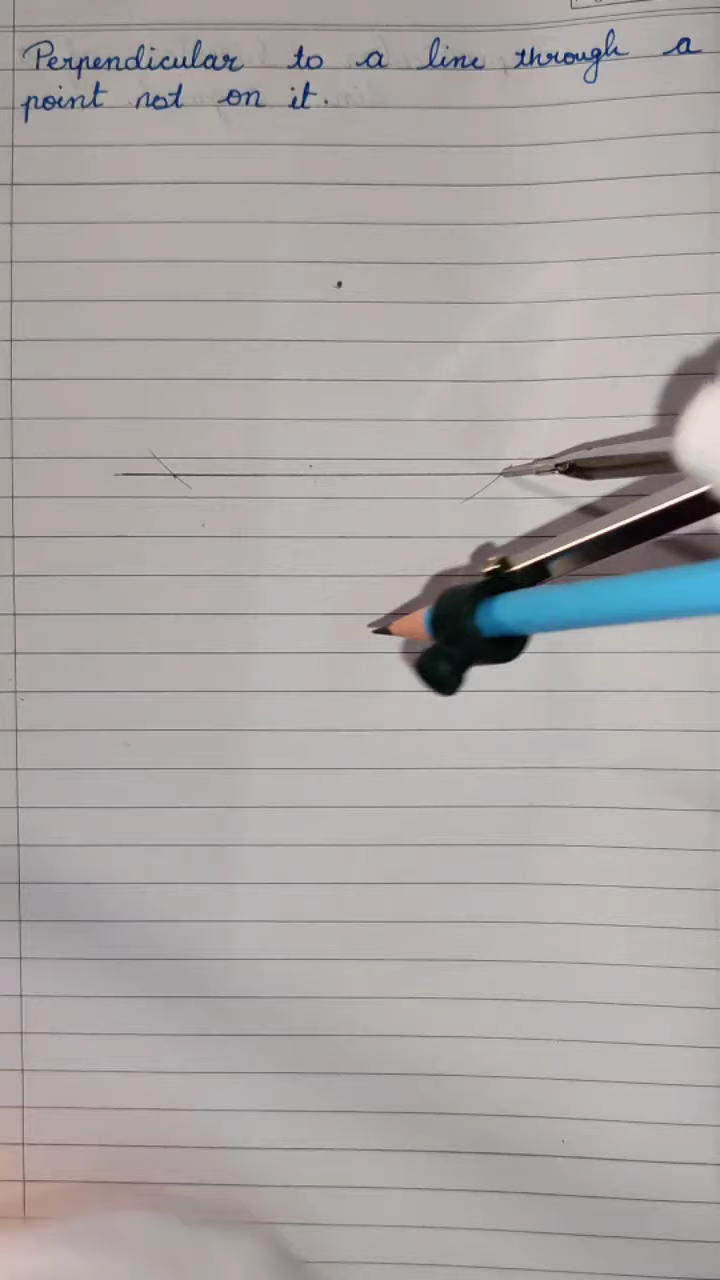 Perpendicular to a line through a
point not on it.